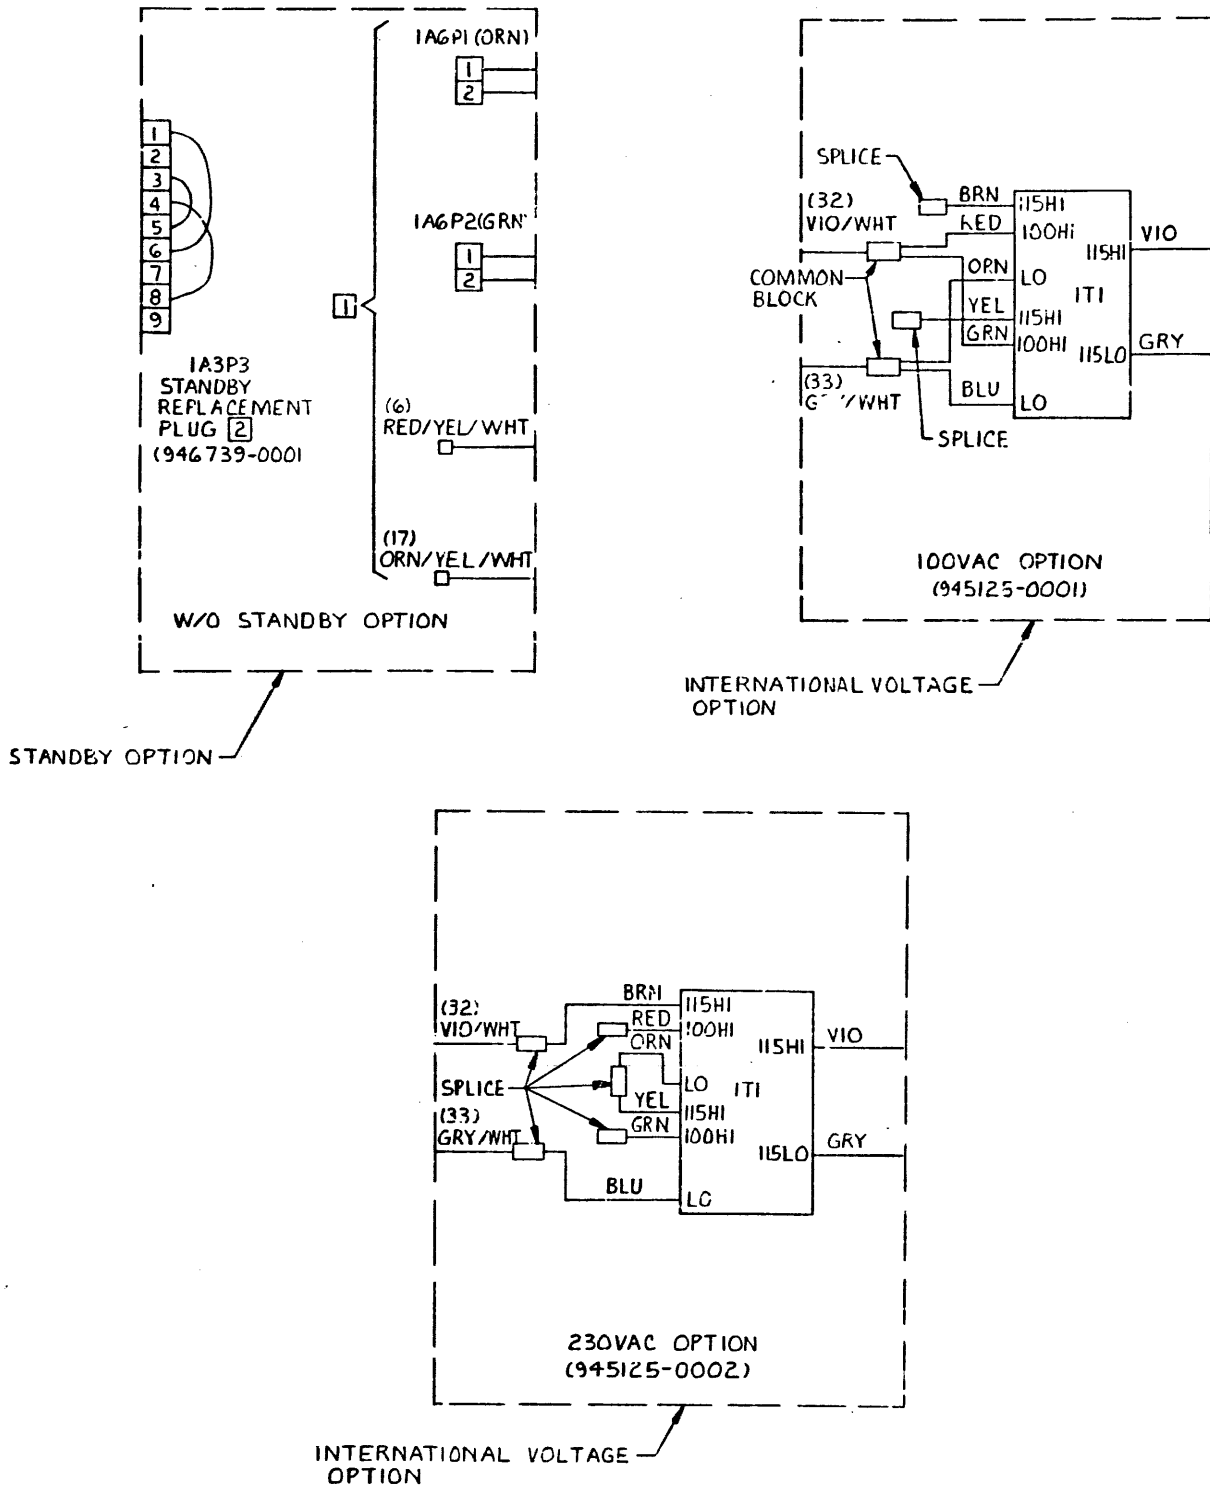 1A6P1(ORN)
1
2
1
2
3
4
5
6
7
8
9
1A6P2(GRN
1
2
1
1A3P3
STANDBY
REPLACEMENT
PLUG 2
(946739-0001
(6)
RED/YEL/WHT
(17)
ORN/YEL/WHT
W/O STANDBY OPTION
STANDBY OPTION
SPLICE
(32)
VIO/WHT
BRN
RED
ORN
YEL
GRN
BLU
COMMON
BLOCK
(33)
/WHT
SPLICE
115HI
100HI
LO
115HI
100HI
LO
1T1
115HI
115LO
VIO
GRY
100VAC OPTION
(945125-0001)
INTERNATIONAL VOLTAGE
OPTION
(32)
VIO/WHT
SPLICE
(33)
GRY/WHT
BRN
RED
ORN
YEL
GRN
BLU
115HI
100HI
LO
115HI
100HI
LO
1T1
115HI
115LO
VIO
GRY
230VAC OPTION
(945125-0002)
INTERNATIONAL VOLTAGE
OPTION